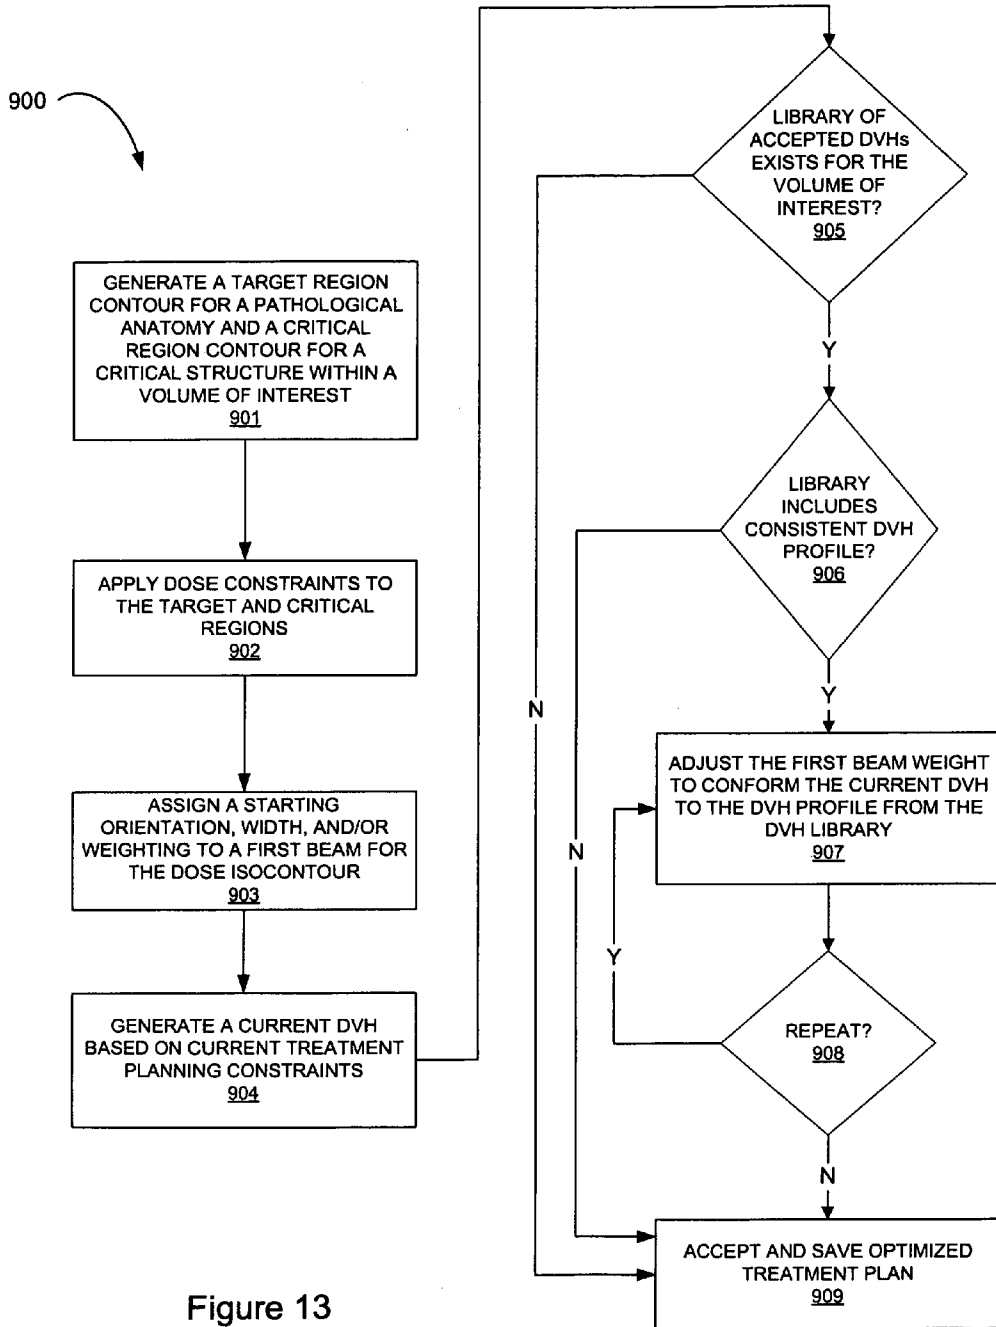 900
GENERATE A TARGET REGION
CONTOUR FOR A PATHOLOGICAL
ANATOMY AND A CRITICAL
REGION CONTOUR FOR A
CRITICAL STRUCTURE WITHIN A
VOLUME OF INTEREST
901
APPLY DOSE CONSTRAINTS TO
THE TARGET AND CRITICAL
REGIONS
902
ASSIGN A STARTING
ORIENTATION, WIDTH, AND/OR
WEIGHTING TO A FIRST BEAM FOR
THE DOSE ISOCONTOUR
903
GENERATE A CURRENT DVH
BASED ON CURRENT TREATMENT
PLANNING CONSTRAINTS
904
LIBRARY OF
ACCEPTED DVHs
EXISTS FOR THE
VOLUME OF
INTEREST?
905
Y
N
LIBRARY
INCLUDES
CONSISTENT DVH
PROFILE?
906
Y
N
ADJUST THE FIRST BEAM WEIGHT
TO CONFORM THE CURRENT DVH
TO THE DVH PROFILE FROM THE
DVH LIBRARY
907
Y
REPEAT?
908
N
ACCEPT AND SAVE OPTIMIZED
TREATMENT PLAN
909
Figure 13